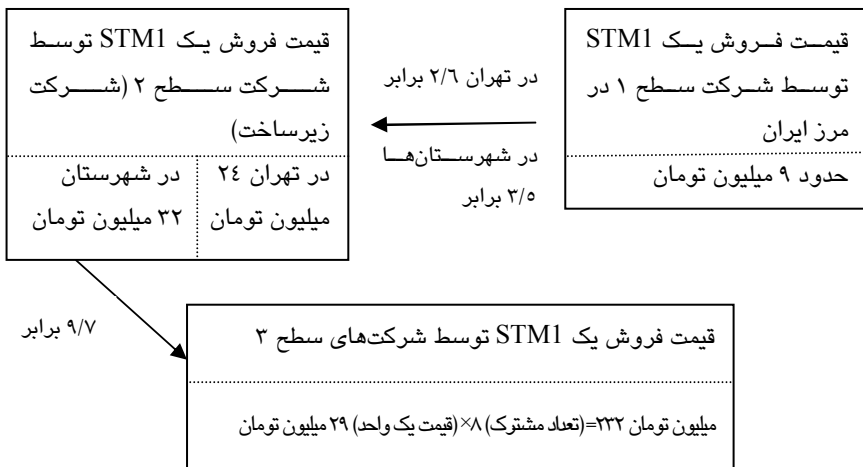 قیمت فروش یک STM1
توسط شرکت سطح ۱ در
مرز ایران
حدود ۹ میلیون تومان
در تهران ۲/٦ برابر
در شهرستان‌ها
۳/۵ برابر
قیمت فروش یک STM1 توسط
شرکت سطح ۲ (شرکت
زیرساخت)
در تهران ۲٤
میلیون تومان
در شهرستان
۳۲ میلیون تومان
۹/۷ برابر
قیمت فروش یک STM1 توسط شرکت‌های سطح ۳
میلیون تومان ۲۳۲=(تعداد مشترک) ۸×(قیمت یک واحد) ۲۹ میلیون تومان